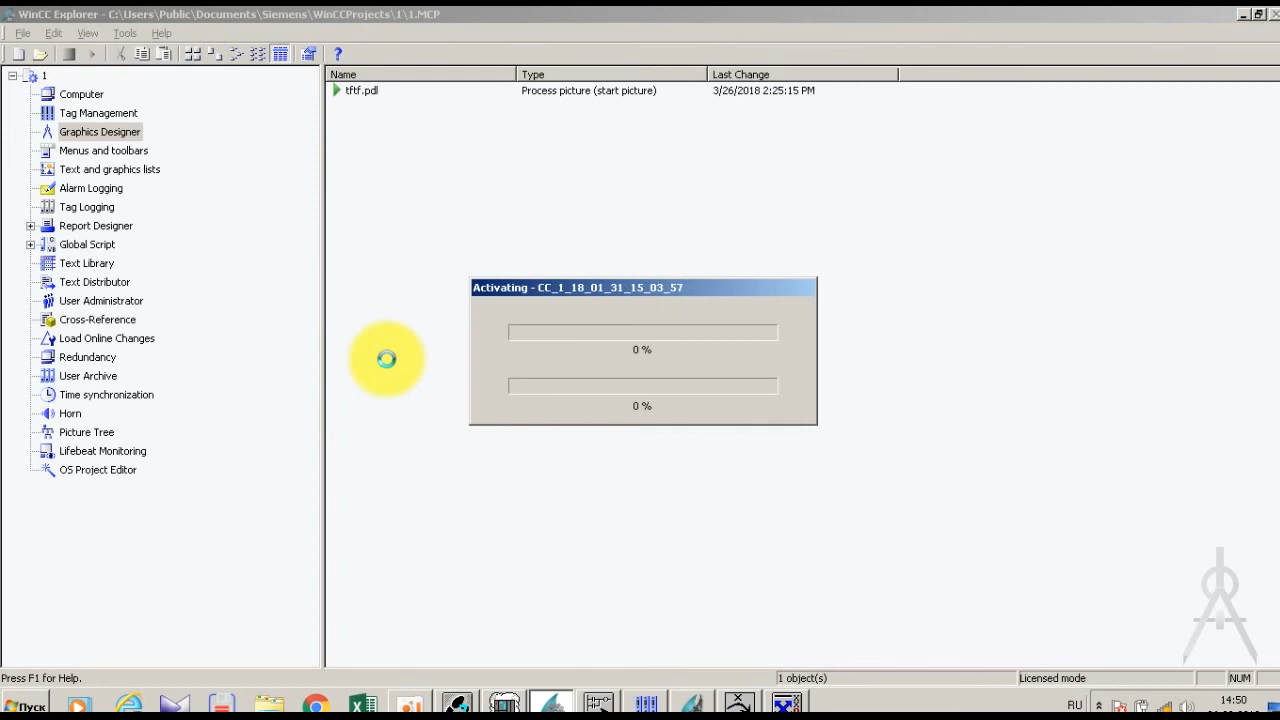 WinCC Explorer - C:\Users\Public\Documents\Siemens\WinCCProjects\1\1.MCP
File Edit View Tools Help
1
Computer
Tag Management
Graphics Designer
Menus and toolbars
Text and graphics lists
Alarm Logging
Tag Logging
Report Designer
Global Script
Text Library
Text Distributor
User Administrator
Cross-Reference
Load Online Changes
Redundancy
User Archive
Time synchronization
Horn
Picture Tree
Lifebeat Monitoring
OS Project Editor
Name Type Last Change
tftf.pdl Process picture (start picture) 3/26/2018 2:25:15 PM
Activating - CC_1_18_01_31_15_03_57
0 %
0 %
Press F1 for Help. 1 object(s) Licensed mode NUM
Пуск RU 14:50